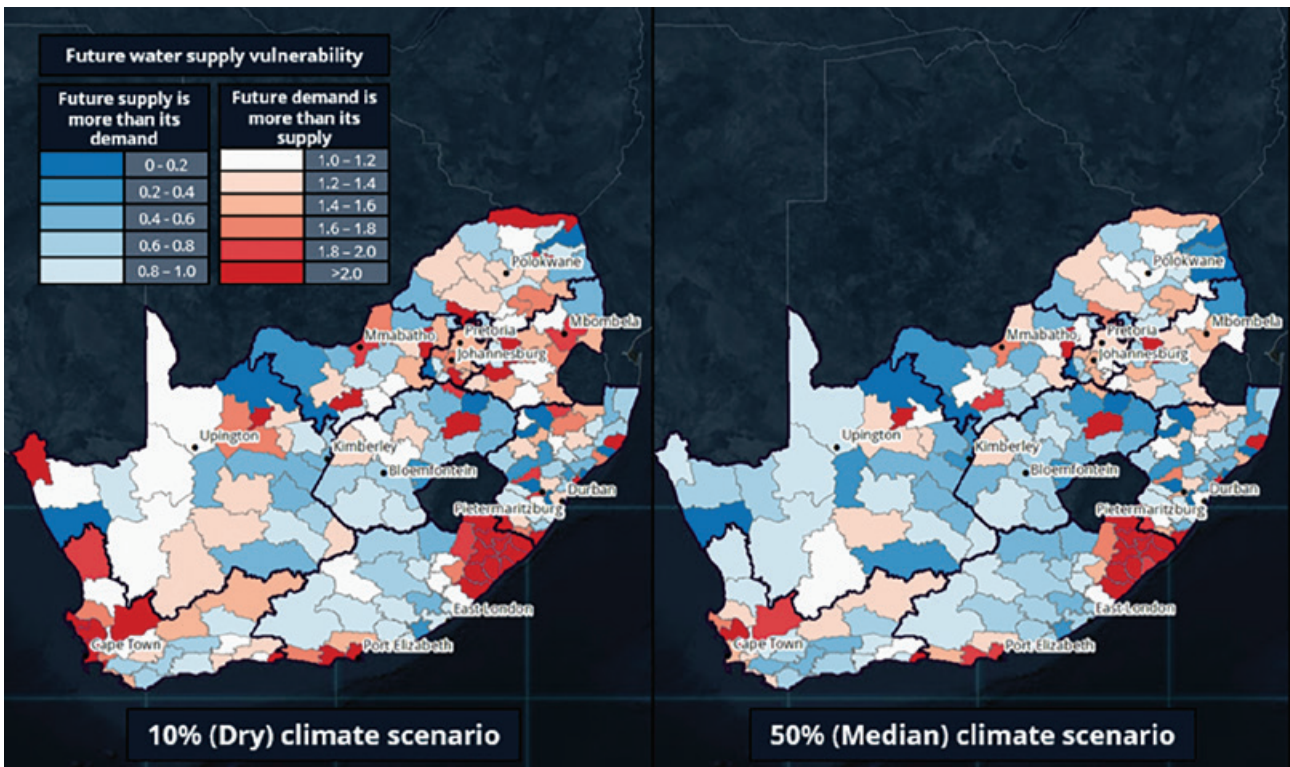 Future water supply vulnerability
Future supply is
more than its
demand
0 - 0.2
0.2 - 0.4
0.4 - 0.6
0.6 - 0.8
0.8 – 1.0
Future demand is
more than its
supply
1.0 – 1.2
1.2 – 1.4
1.4 – 1.6
1.6 – 1.8
1.8 – 2.0
>2.0
Polokwane
Mbombela
Mmabatho
Pretoria
Johannesburg
Upington
Kimberley
Bloemfontein
Durban
Pietermaritzburg
East London
Cape Town
Port Elizabeth
10% (Dry) climate scenario
Polokwane
Mbombela
Mmabatho
Pretoria
Johannesburg
Upington
Kimberley
Bloemfontein
Durban
Pietermaritzburg
East London
Cape Town
Port Elizabeth
50% (Median) climate scenario